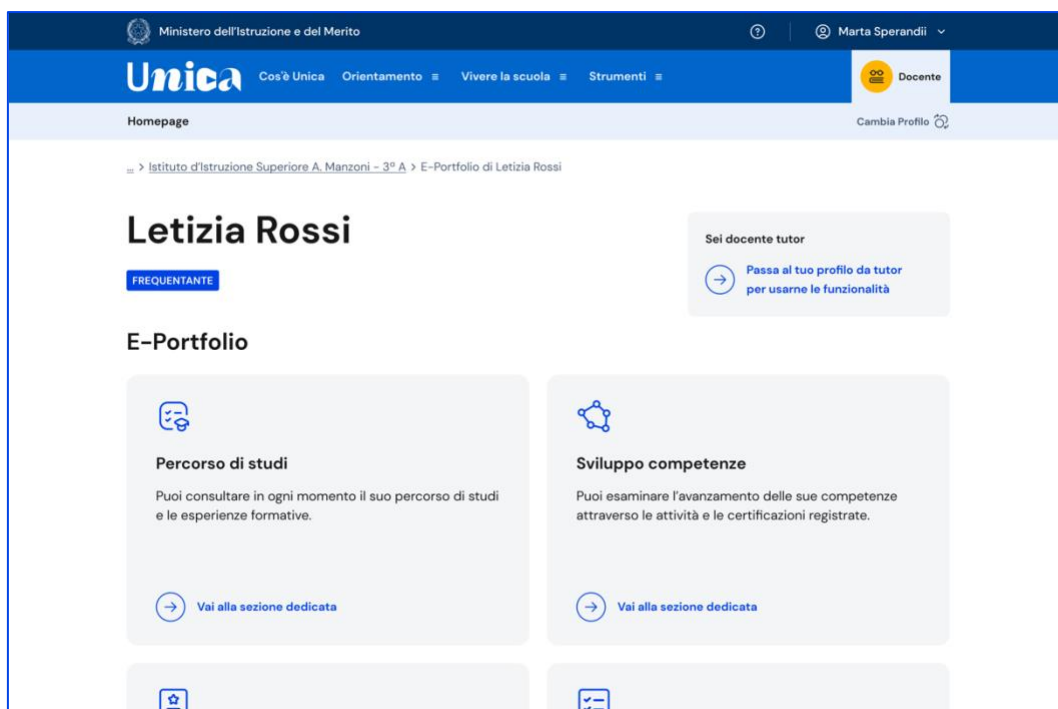 Ministero dell'Istruzione e del Merito
Marta Sperandii
Unica
Cos'è Unica Orientamento Vivere la scuola Strumenti
Docente
Homepage
Cambia Profilo
... > Istituto d'Istruzione Superiore A. Manzoni - 3º A > E-Portfolio di Letizia Rossi
Letizia Rossi
FREQUENTANTE
Sei docente tutor
Passa al tuo profilo da tutor
per usarne le funzionalità
E-Portfolio
Percorso di studi
Puoi consultare in ogni momento il suo percorso di studi
e le esperienze formative.
Vai alla sezione dedicata
Sviluppo competenze
Puoi esaminare l'avanzamento delle sue competenze
attraverso le attività e le certificazioni registrate.
Vai alla sezione dedicata